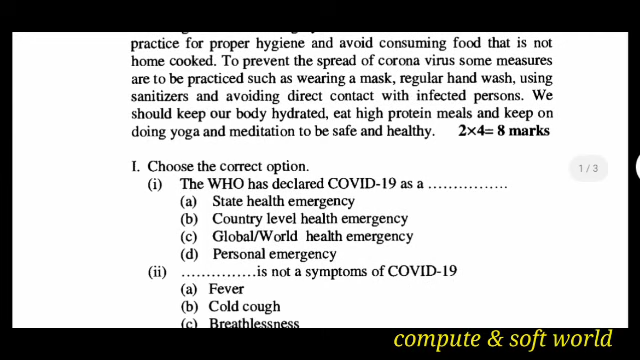 practice for proper hygiene and avoid consuming food that is not
home cooked. To prevent the spread of corona virus some measures
are to be practiced such as wearing a mask, regular hand wash, using
sanitizers and avoiding direct contact with infected persons. We
should keep our body hydrated, eat high protein meals and keep on
doing yoga and meditation to be safe and healthy. 2×4= 8 marks
I. Choose the correct option.
1 / 3
(i) The WHO has declared COVID-19 as a ................
(a) State health emergency
(b) Country level health emergency
(c) Global/World health emergency
(d) Personal emergency
(ii) ...............is not a symptoms of COVID-19
(a) Fever
(b) Cold cough
(c) Breathlessness
compute & soft world